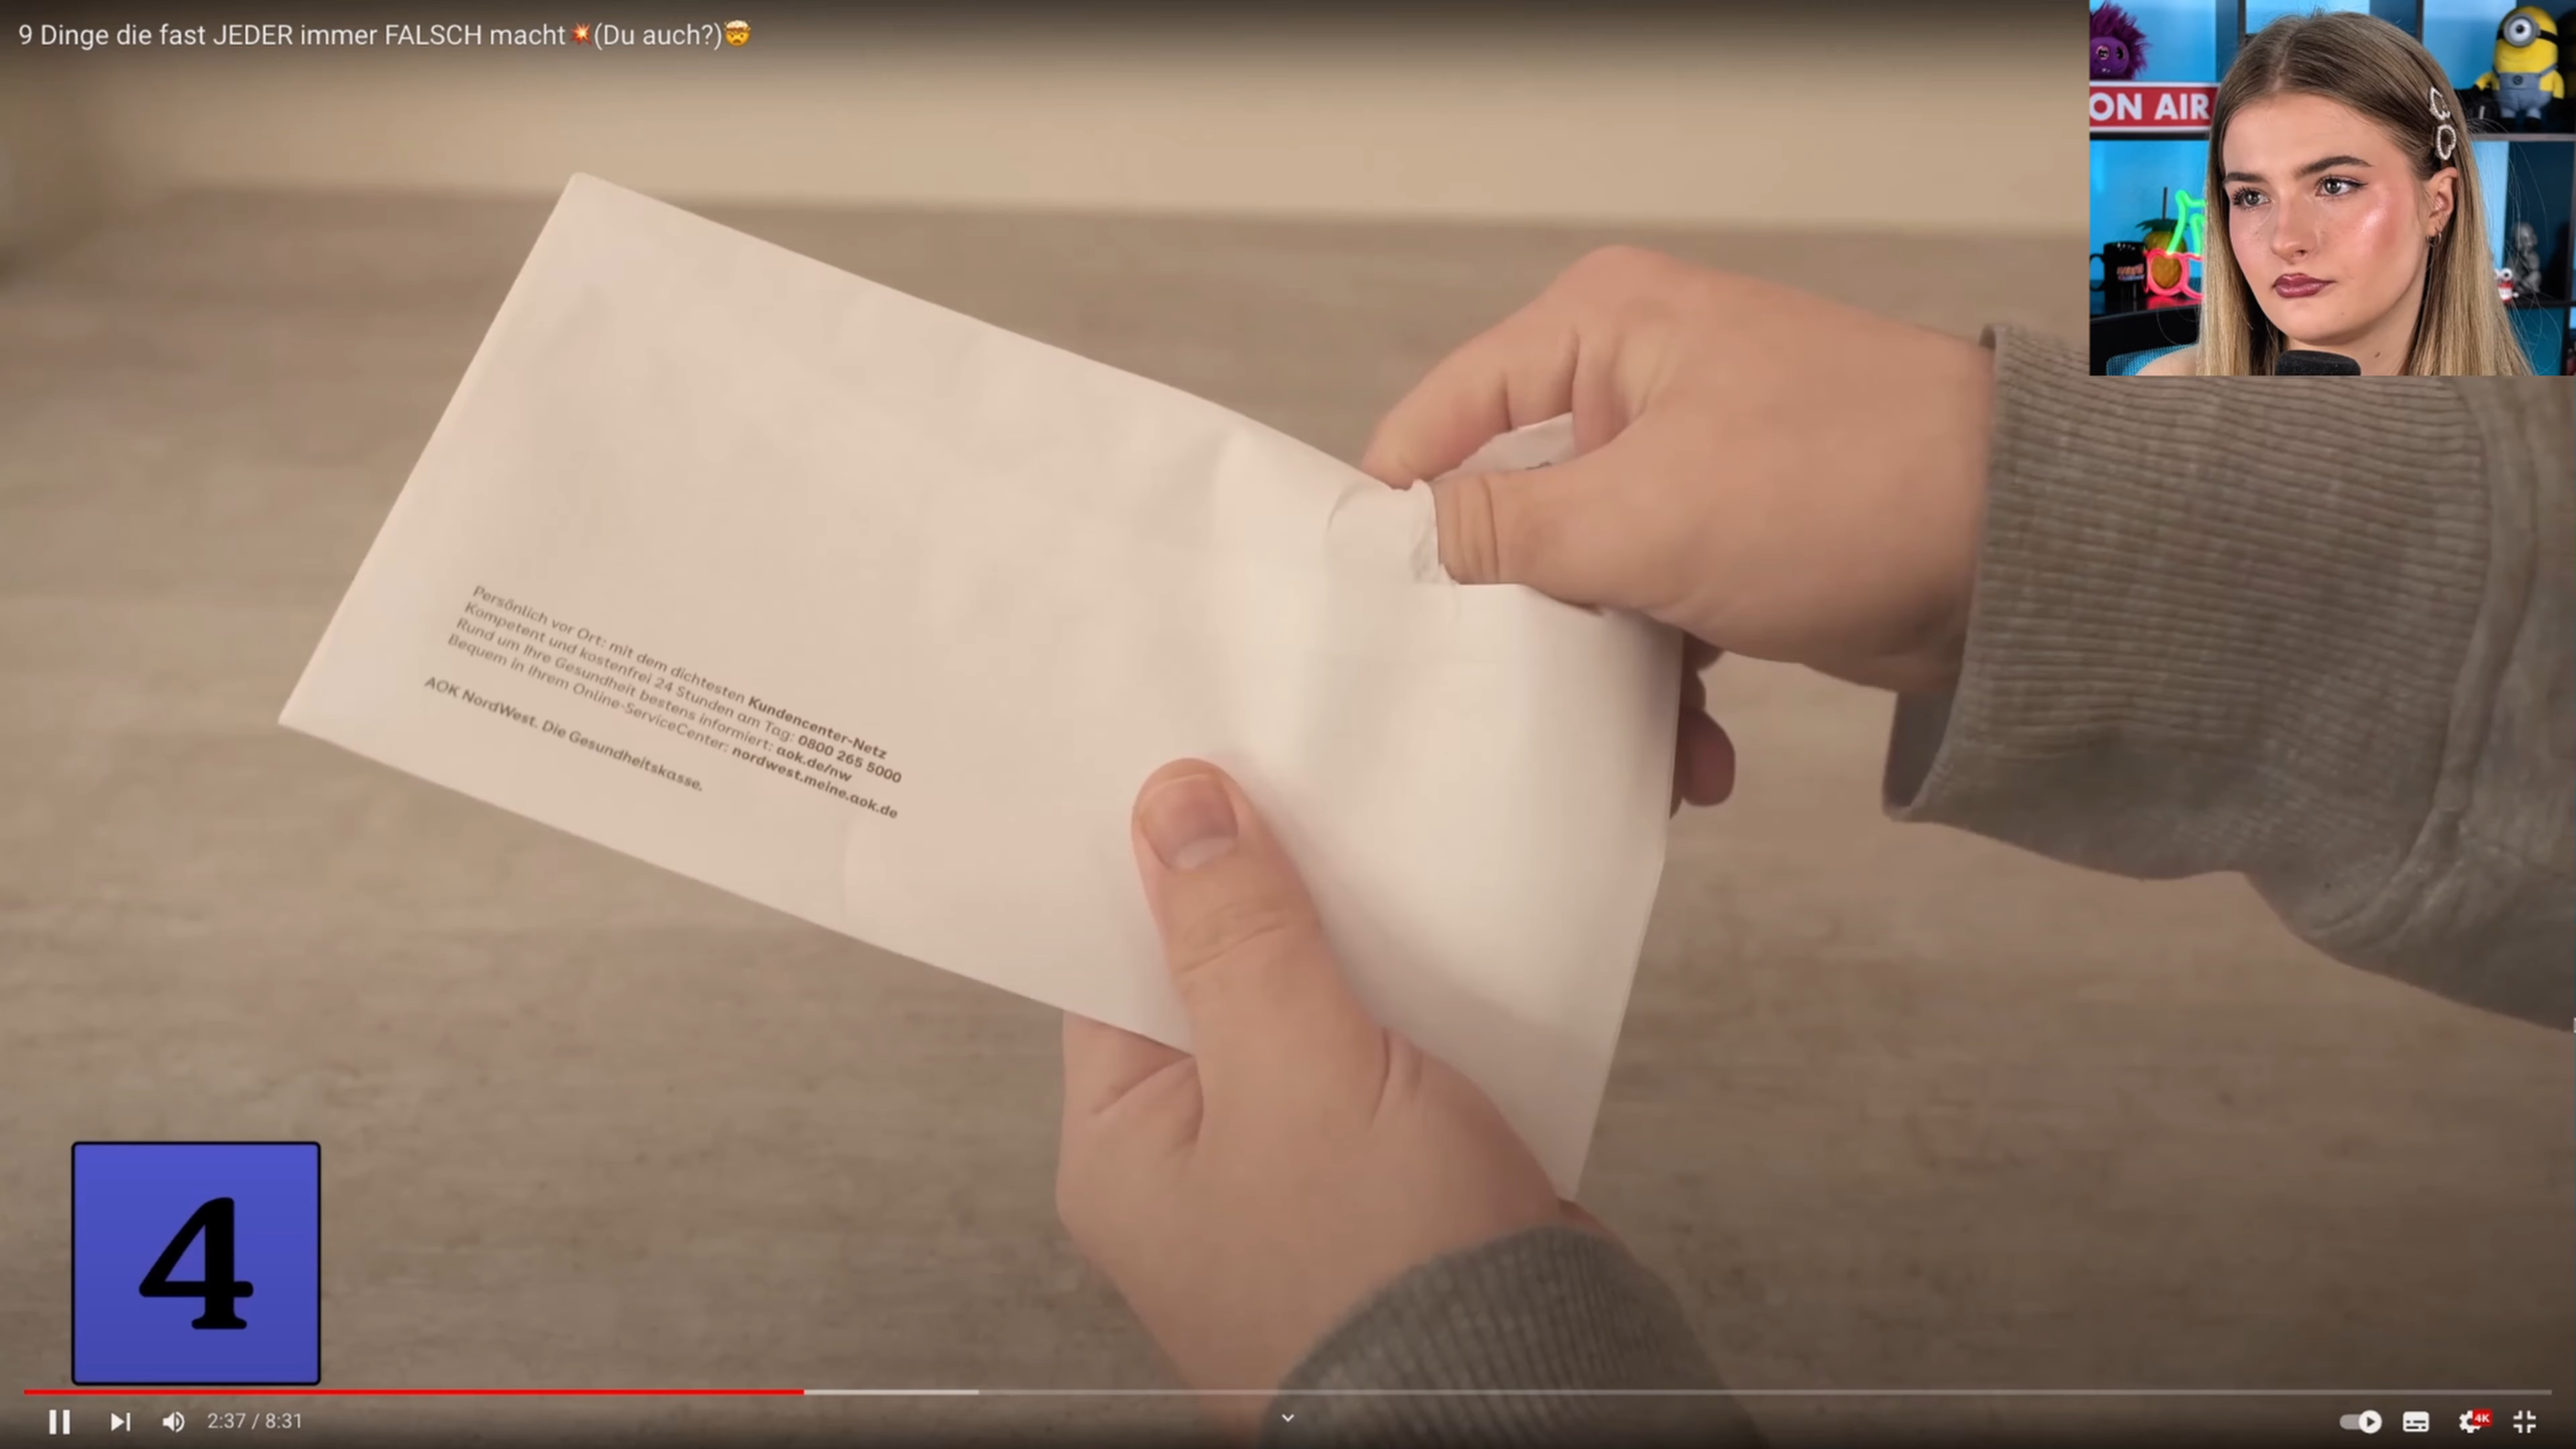 9 Dinge die fast JEDER immer FALSCH macht💥(Du auch?)🤯
ON AIR
Persönlich vor Ort: mit dem dichtesten Kundencenter-Netz
Kompetent und kostenfrei 24 Stunden am Tag: 0800 265 5000
Rund um Ihre Gesundheit bestens informiert: aok.de/nw
Bequem in Ihrem Online-ServiceCenter: nordwest.meine.aok.de
AOK NordWest. Die Gesundheitskasse.
4
2:37 / 8:31
4K